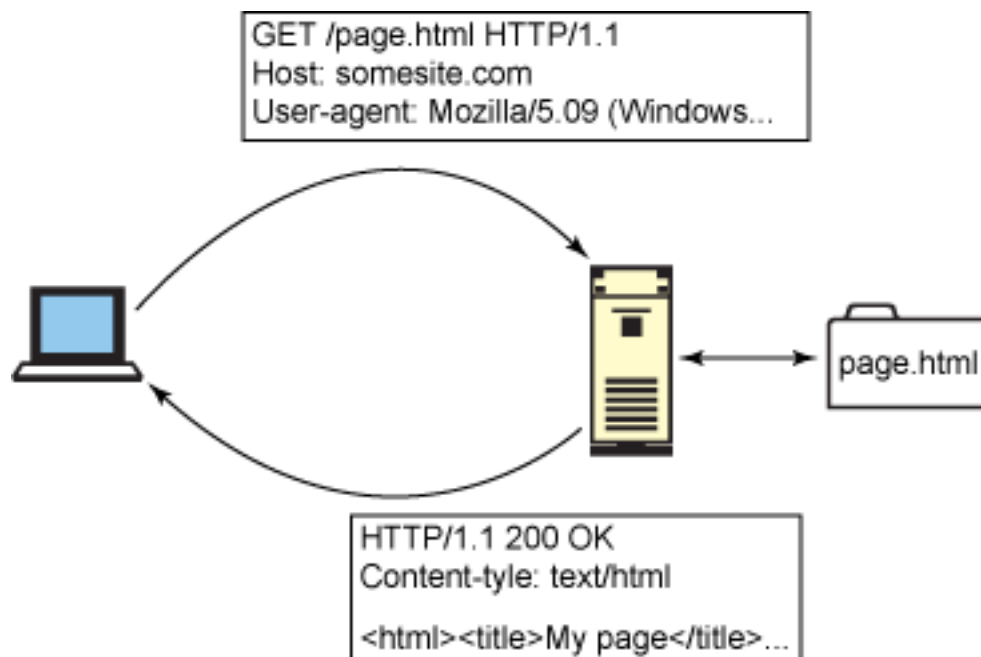 GET /page.html HTTP/1.1
Host: somesite.com
User-agent: Mozilla/5.09 (Windows...
page.html
HTTP/1.1 200 OK
Content-tyle: text/html
<html><title>My page</title>...